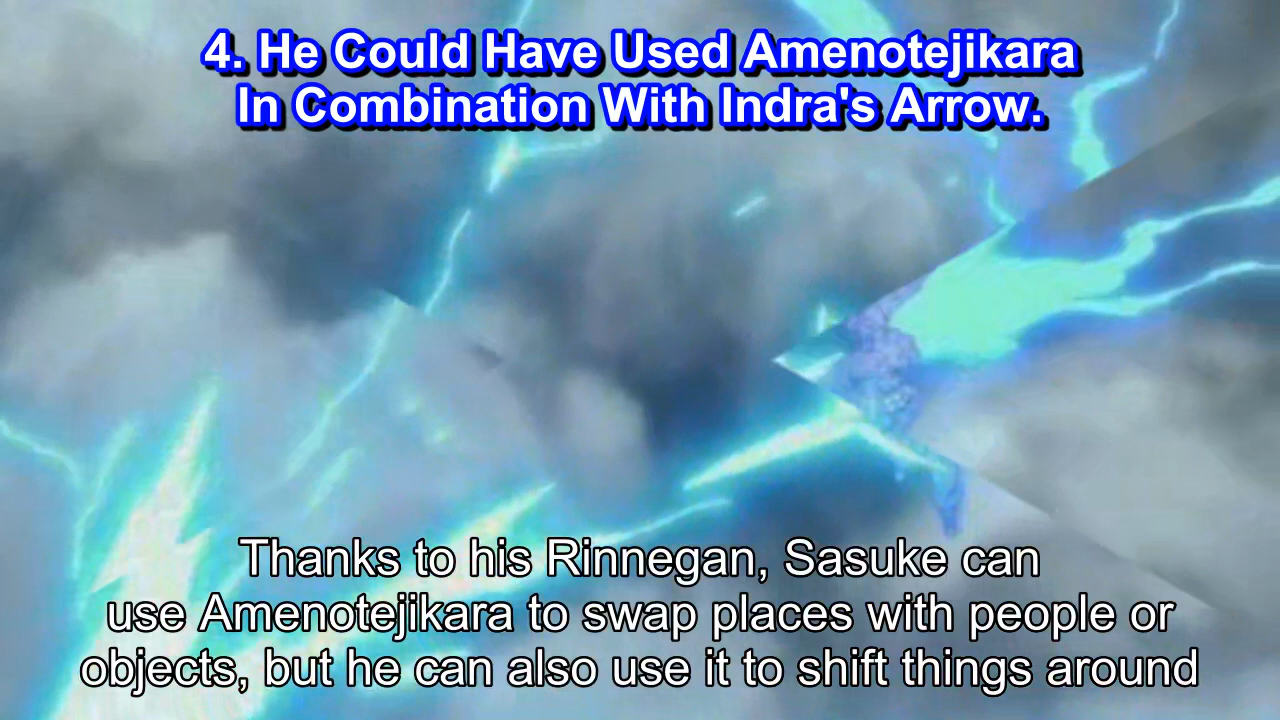 4. He Could Have Used Amenotejikara
In Combination With Indra's Arrow.
Thanks to his Rinnegan, Sasuke can
use Amenotejikara to swap places with people or
objects, but he can also use it to shift things around